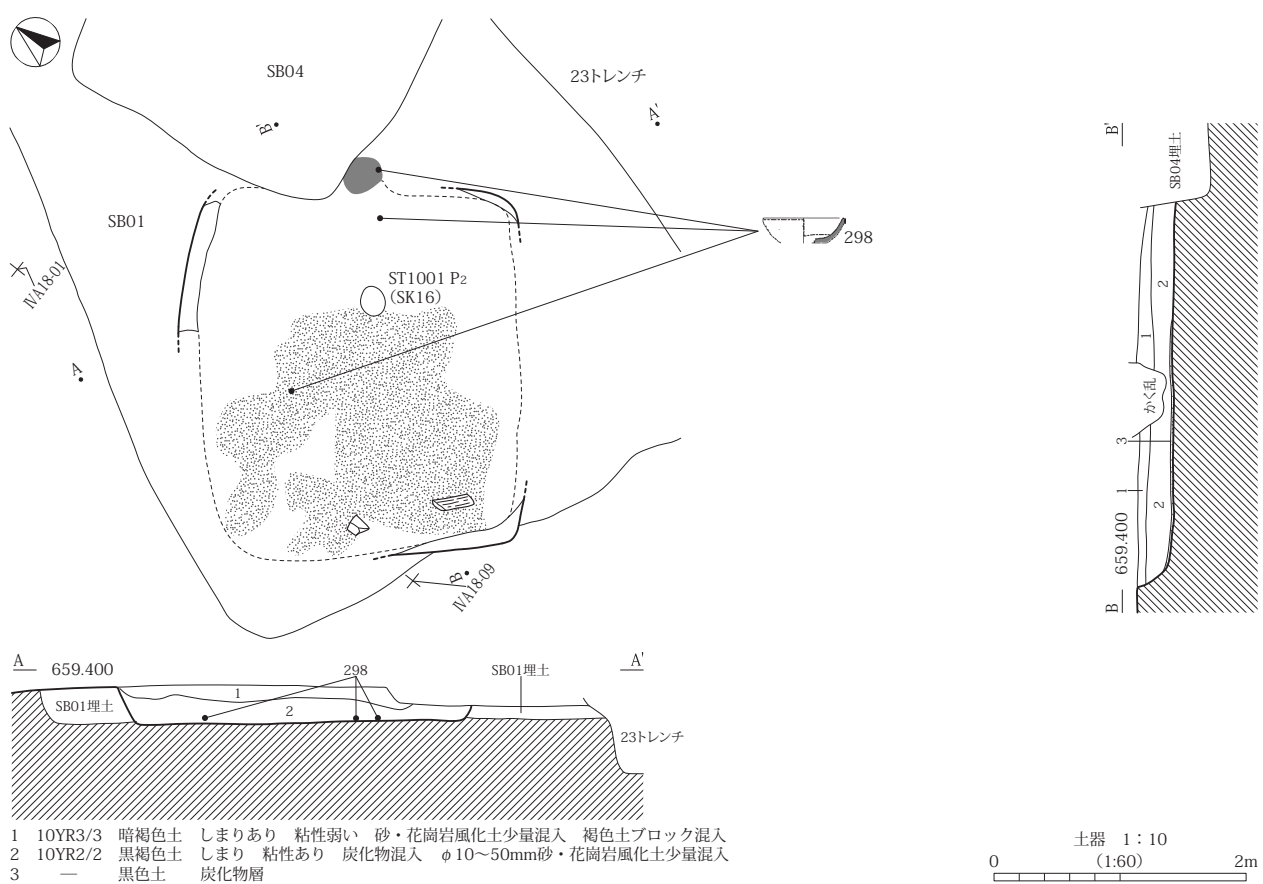 SB04
23トレンチ
A'
B'
B'
SB04埋土
SB01
298
IVA18-01
ST1001 P2
(SK16)
2
1
A
かく乱
3
1
2
659.400
B
IVA18-09
B
A 659.400
298
SB01埋土
A'
1
SB01埋土
2
23トレンチ
1 10YR3/3 暗褐色土 しまりあり 粘性弱い 砂・花崗岩風化土少量混入 褐色土ブロック混入
2 10YR2/2 黒褐色土 しまり 粘性あり 炭化物混入 φ10～50mm砂・花崗岩風化土少量混入
3 ― 黒色土 炭化物層
土器 1：10
0 (1:60) 2m